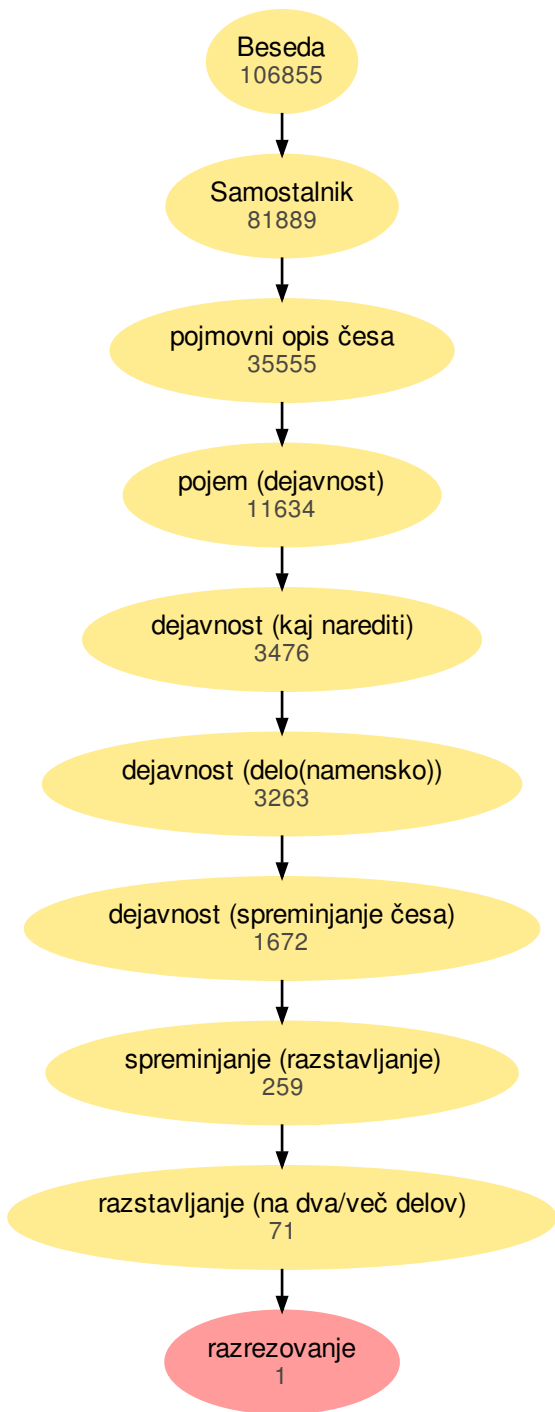 Beseda
106855
Samostalnik
81889
pojmovni opis česa
35555
pojem (dejavnost)
11634
dejavnost (kaj narediti)
3476
dejavnost (delo(namensko))
3263
dejavnost (spreminjanje česa)
1672
spreminjanje (razstavljanje)
259
razstavljanje (na dva/več delov)
71
razrezovanje
1